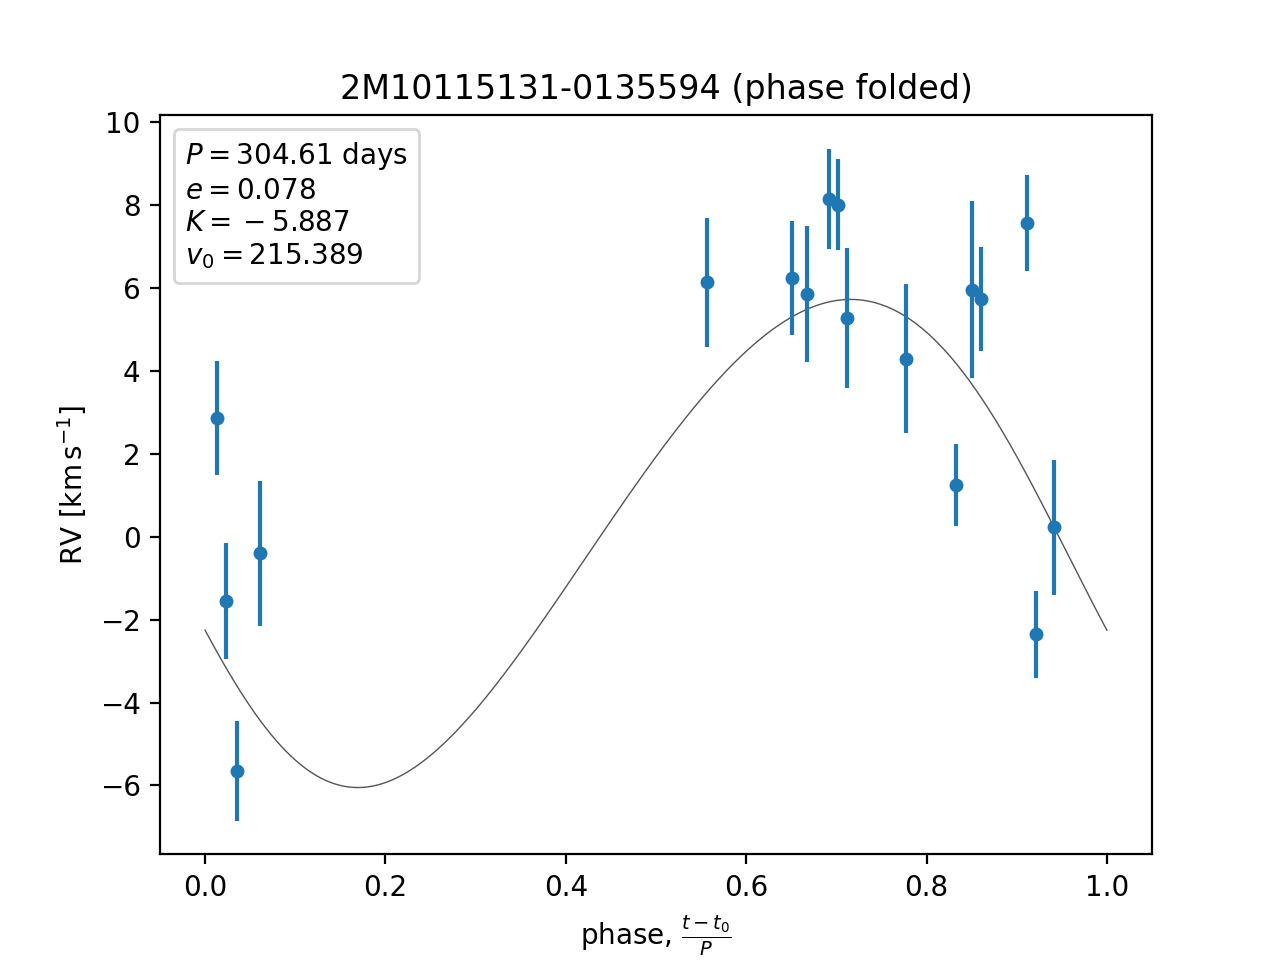 2M10115131-0135594 (phase folded)
P = 304.61 days
e = 0.078
K = −5.887
v₀ = 215.389
RV [km s⁻¹]
10
8
6
4
2
0
−2
−4
−6
0.0 0.2 0.4 0.6 0.8 1.0
phase, (t − t₀)/P